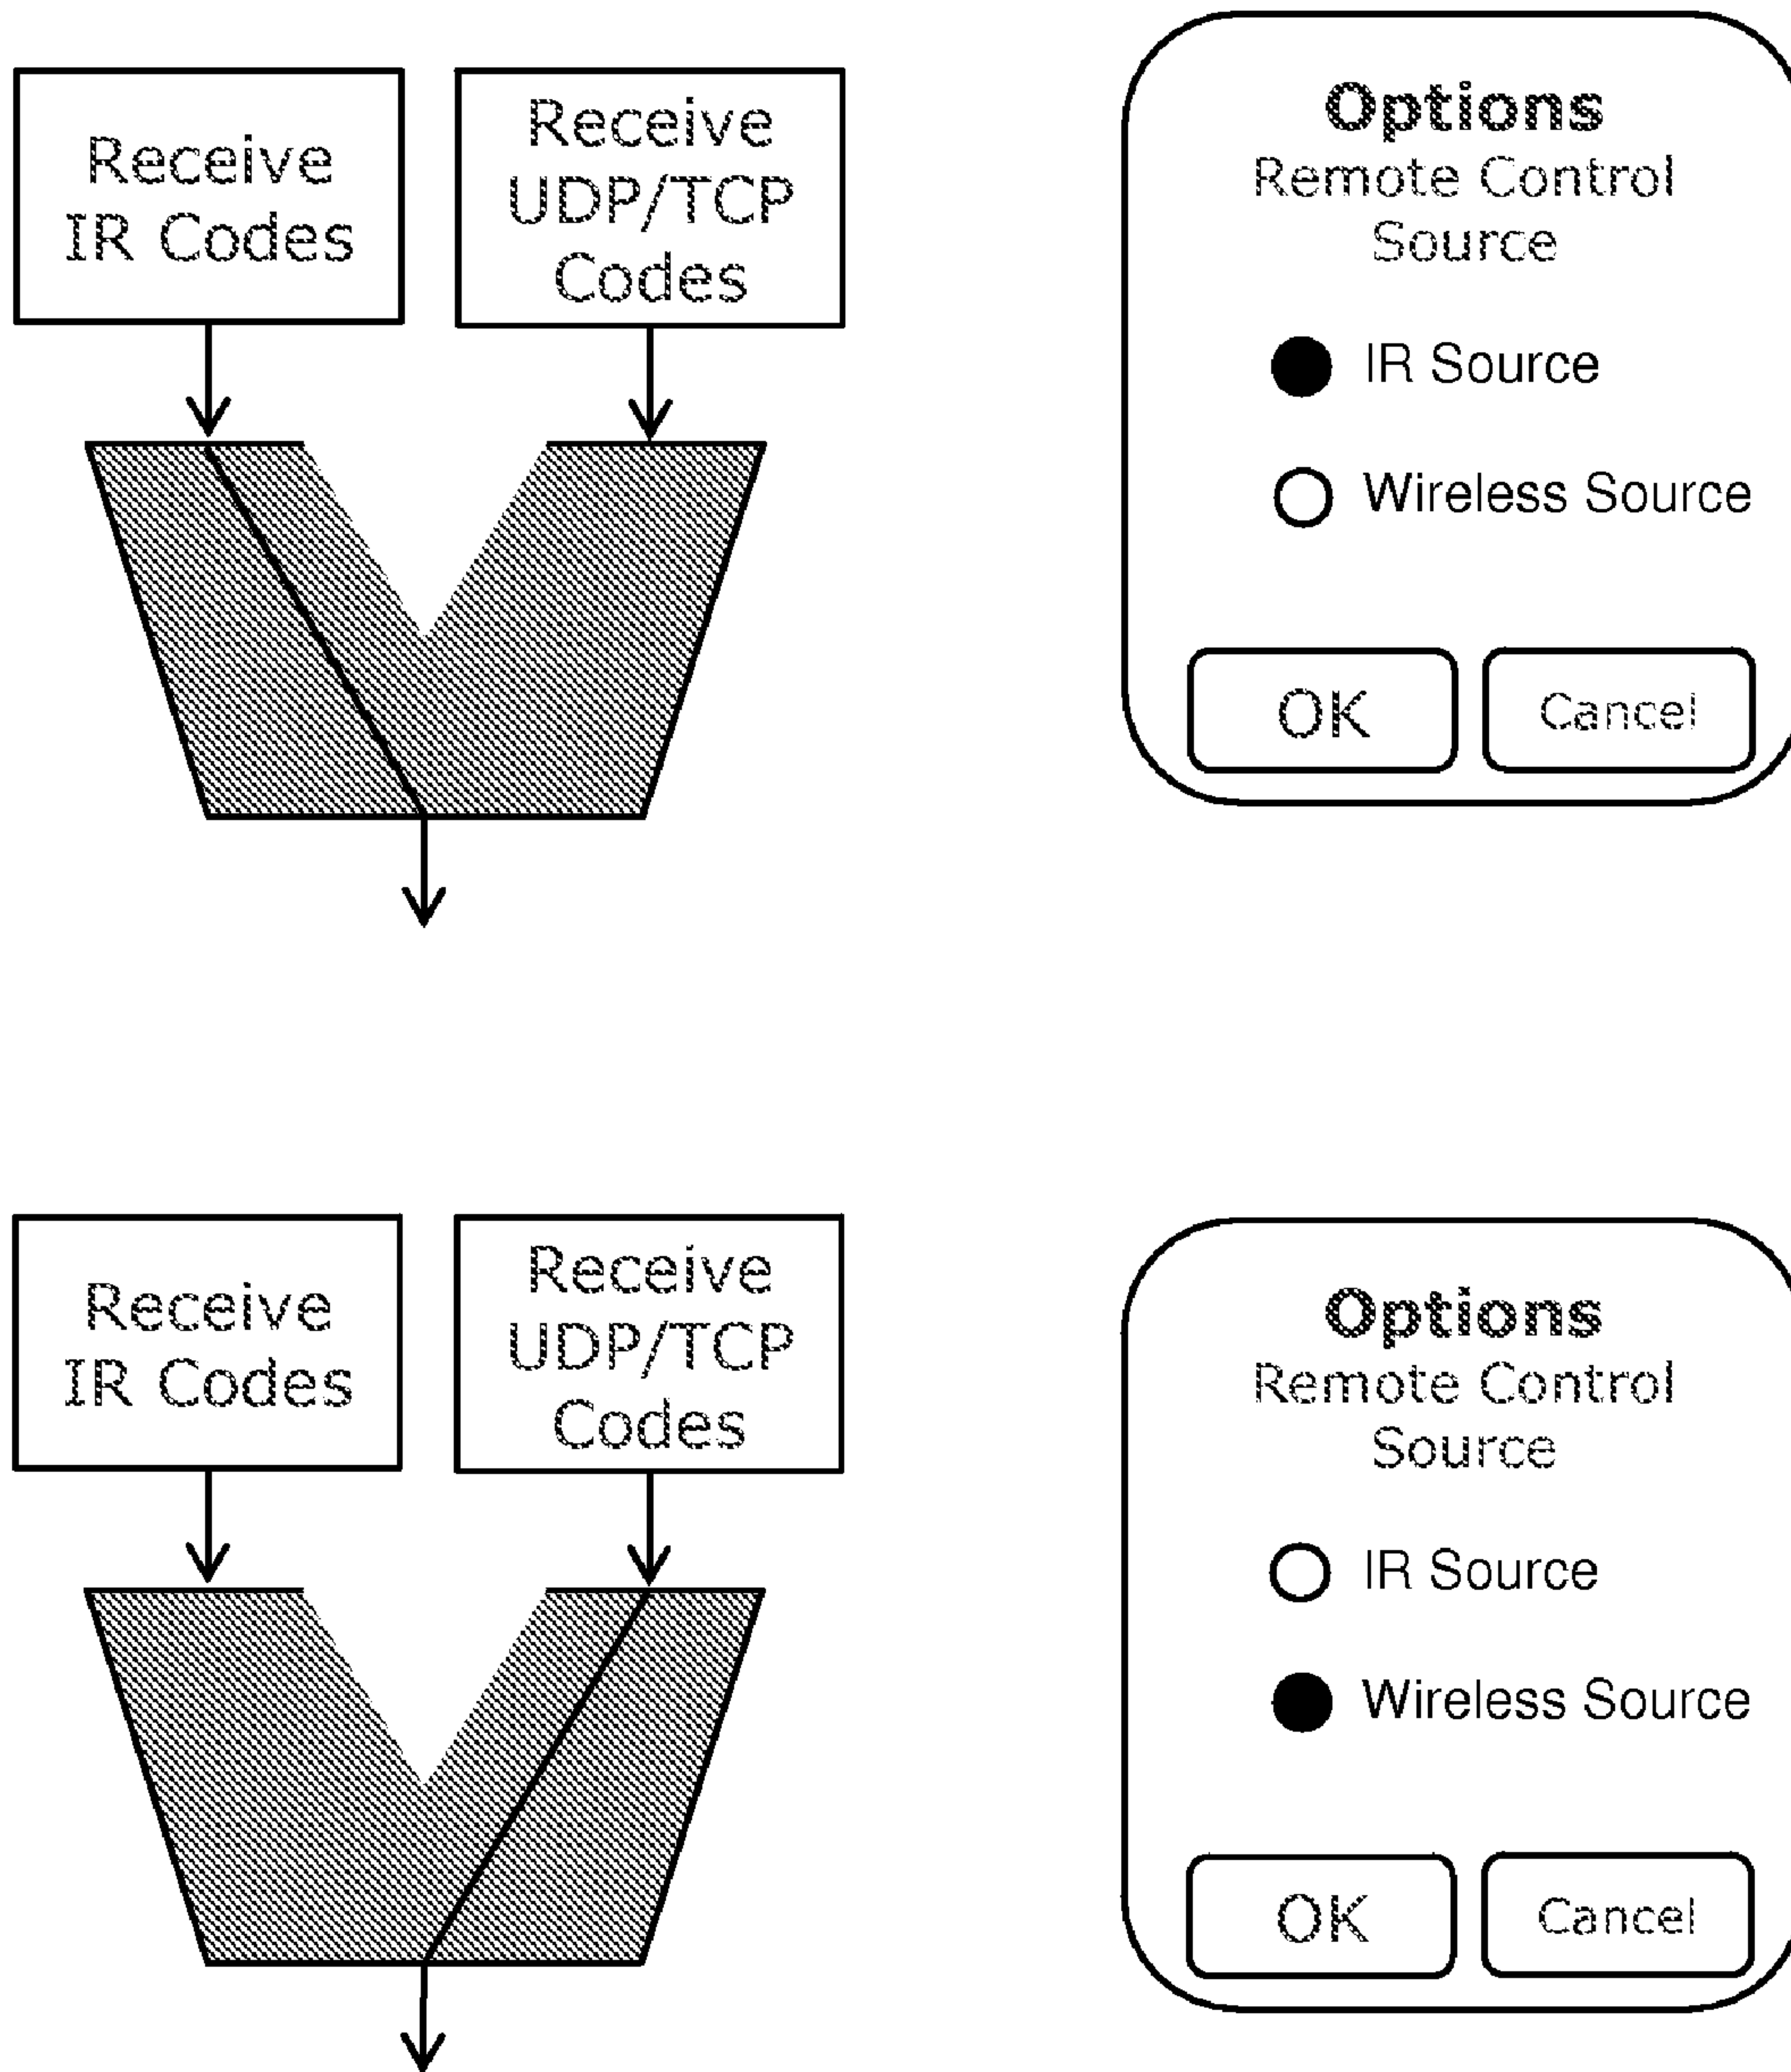 Receive
IR Codes
Receive
UDP/TCP
Codes
Options
Remote Control
Source
IR Source
Wireless Source
OK
Cancel
Receive
IR Codes
Receive
UDP/TCP
Codes
Options
Remote Control
Source
IR Source
Wireless Source
OK
Cancel